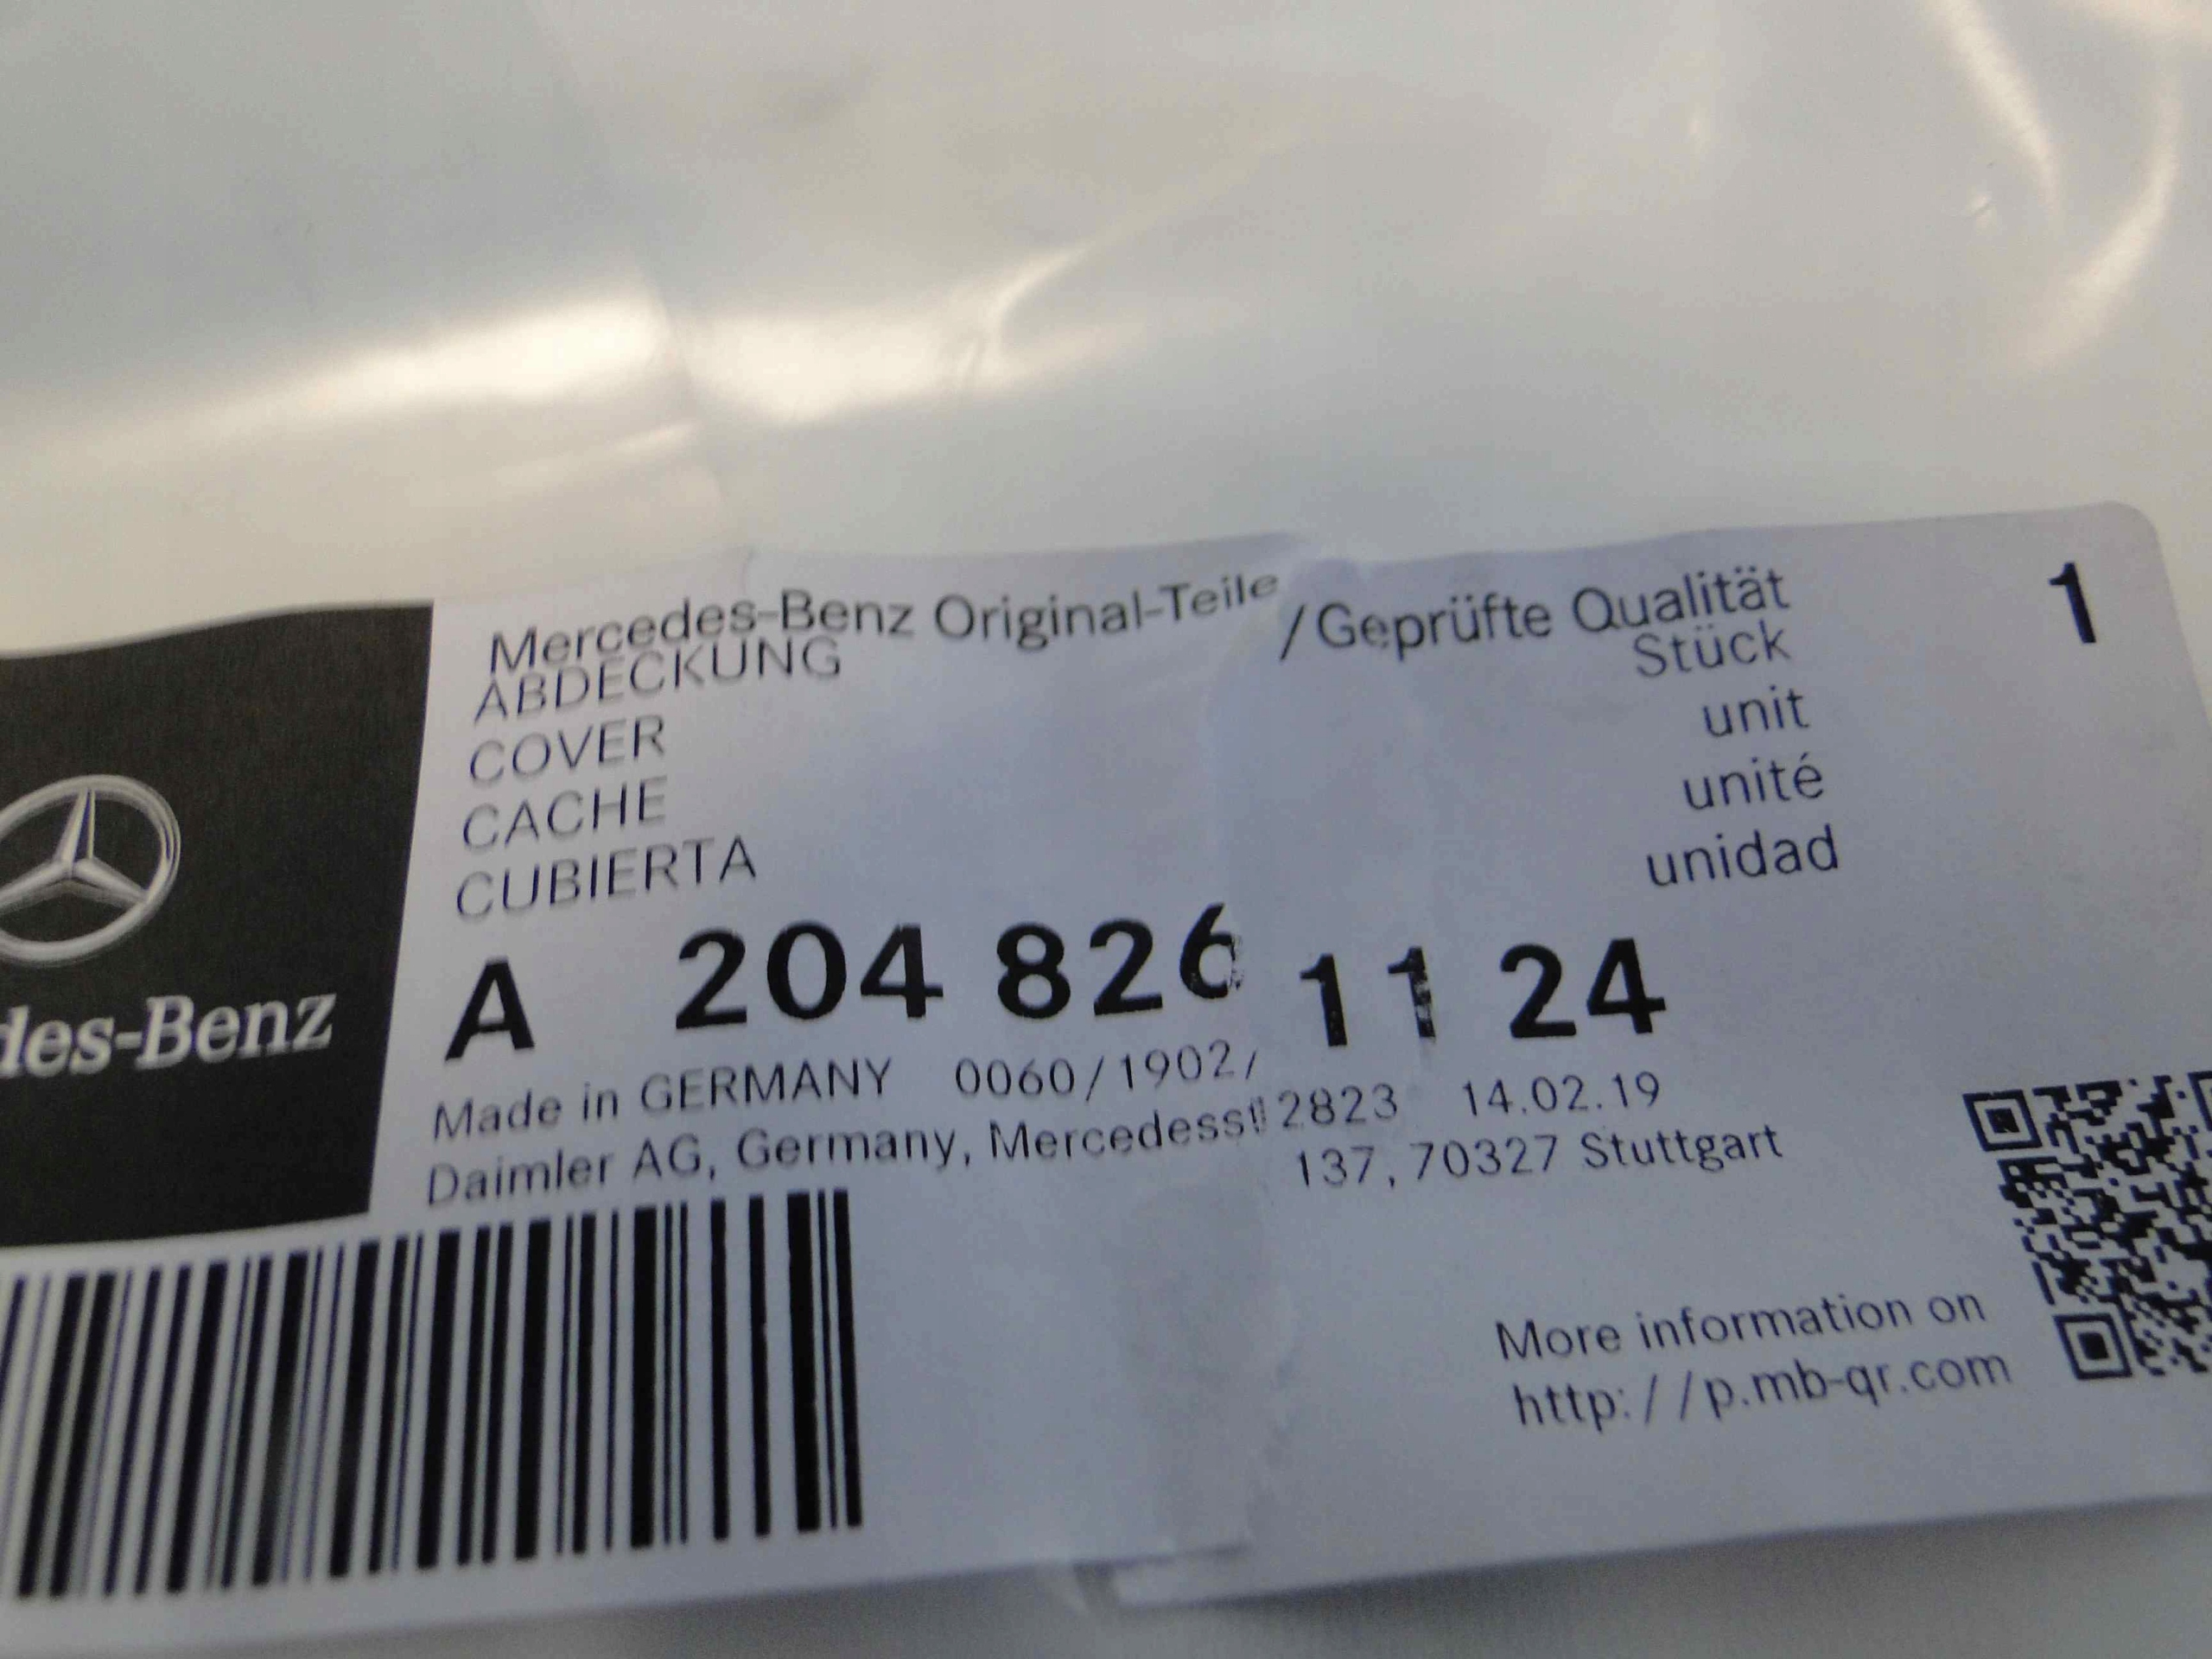 Mercedes-Benz Original-Teile/Geprüfte Qualität
ABDECKUNG Stück 1
COVER unit
CACHE unité
CUBIERTA unidad
des-Benz
A 204 826 11 24
Made in GERMANY 0060/1902/2823 14.02.19
Daimler AG, Germany, Mercedesst 137, 70327 Stuttgart
More information on
http://p.mb-qr.com